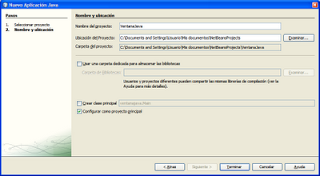 Nuevo Aplicación Java
Pasos
1. Seleccionar proyecto
2. Nombre y ubicación
Nombre y ubicación
Nombre del proyecto: VentanaJava
Ubicación del Proyecto: C:\Documents and Settings\Usuario\Mis documentos\NetBeansProjects Examinar...
Carpeta del proyecto: C:\Documents and Settings\Usuario\Mis documentos\NetBeansProjects\VentanaJava
Usar una carpeta dedicada para almacenar las bibliotecas
Carpeta de Bibliotecas: Examinar...
Usuarios y proyectos diferentes pueden compartir las mismas librerías de compilación (ver la
Ayuda para más detalles).
Crear clase principal
Configurar como proyecto principal
< Atrás Siguiente > Terminar Cancelar Ayuda